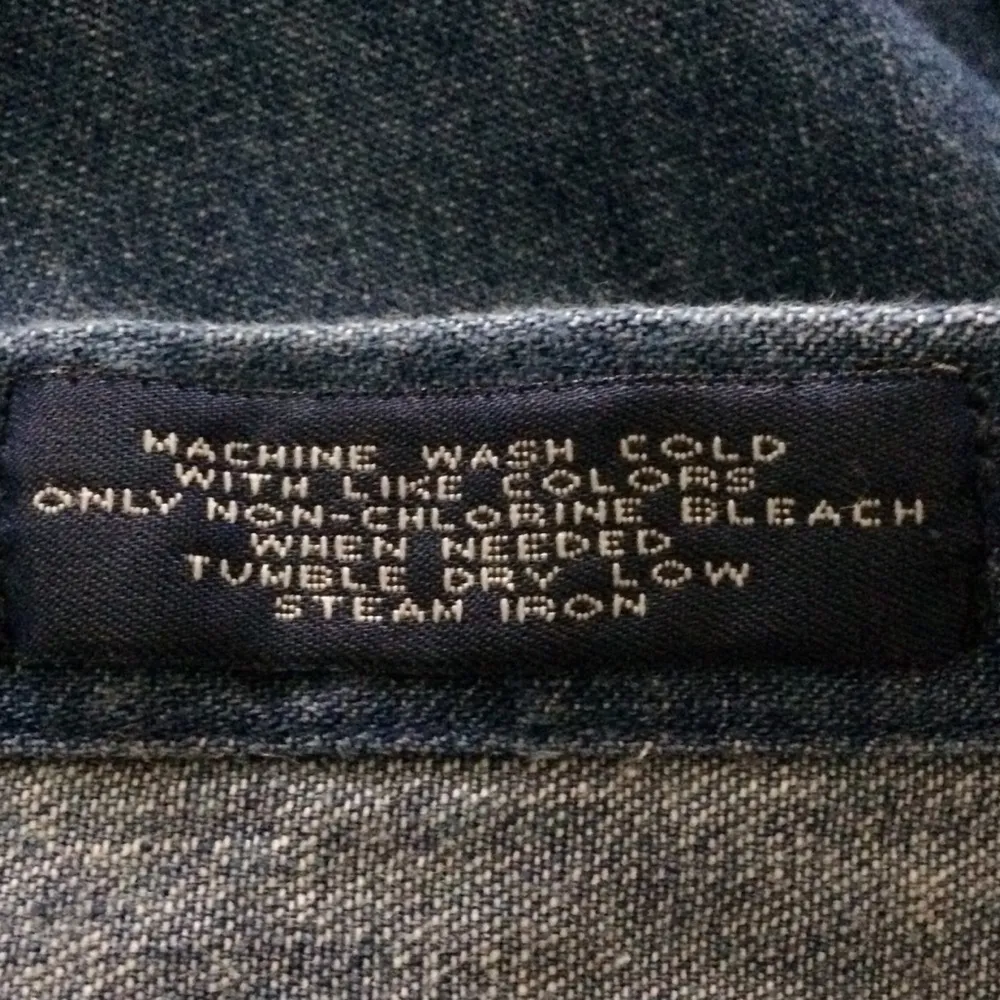 MACHINE WASH COLD
WITH LIKE COLORS
ONLY NON-CHLORINE BLEACH
WHEN NEEDED
TUMBLE DRY LOW
STEAM IRON